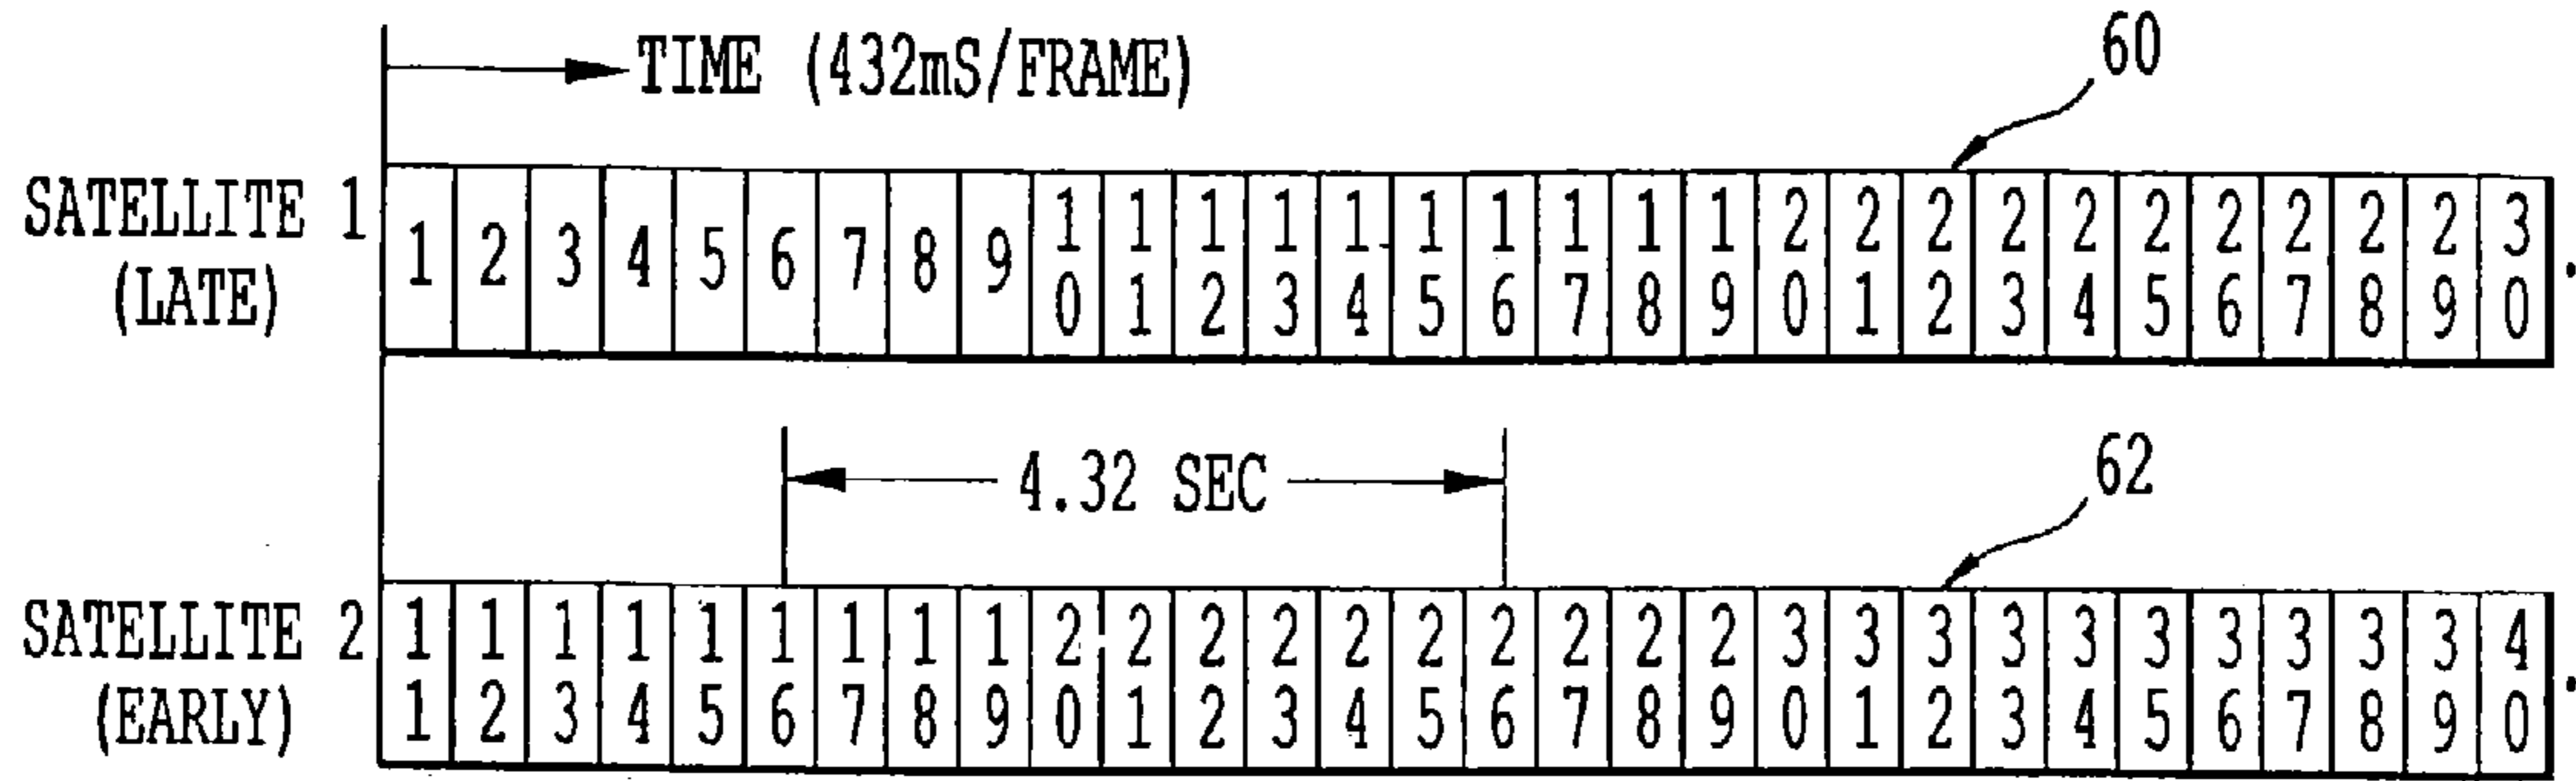 TIME (432mS/FRAME)
60
SATELLITE 1
(LATE)
1 2 3 4 5 6 7 8 9 10 11 12 13 14 15 16 17 18 19 20 21 22 23 24 25 26 27 28 29 30 .
4.32 SEC
62
SATELLITE 2
(EARLY)
11 12 13 14 15 16 17 18 19 20 21 22 23 24 25 26 27 28 29 30 31 32 33 34 35 36 37 38 39 40 .